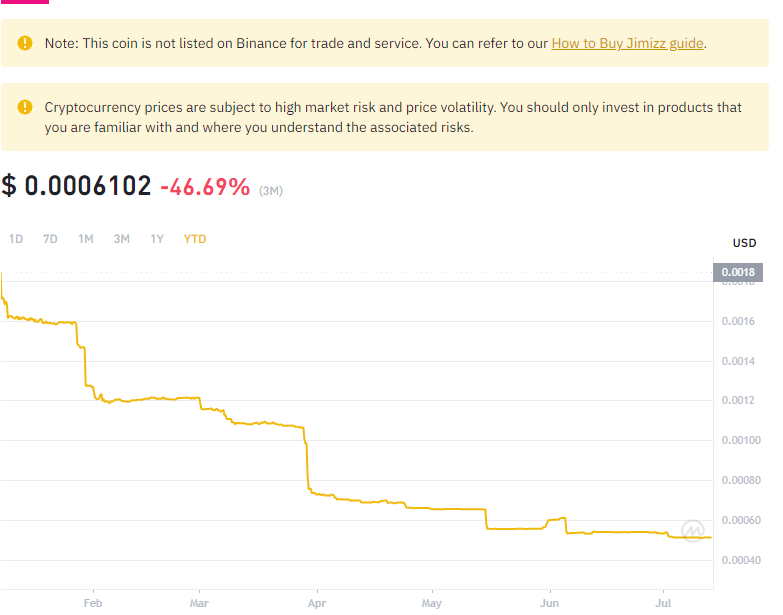 Note: This coin is not listed on Binance for trade and service. You can refer to our How to Buy Jimizz guide.
Cryptocurrency prices are subject to high market risk and price volatility. You should only invest in products that
you are familiar with and where you understand the associated risks.
$ 0.0006102 -46.69% (3M)
1D 7D 1M 3M 1Y YTD
USD
0.0018
0.0018
0.0016
0.0014
0.0012
0.00100
0.00080
0.00060
0.00040
Feb Mar Apr May Jun Jul